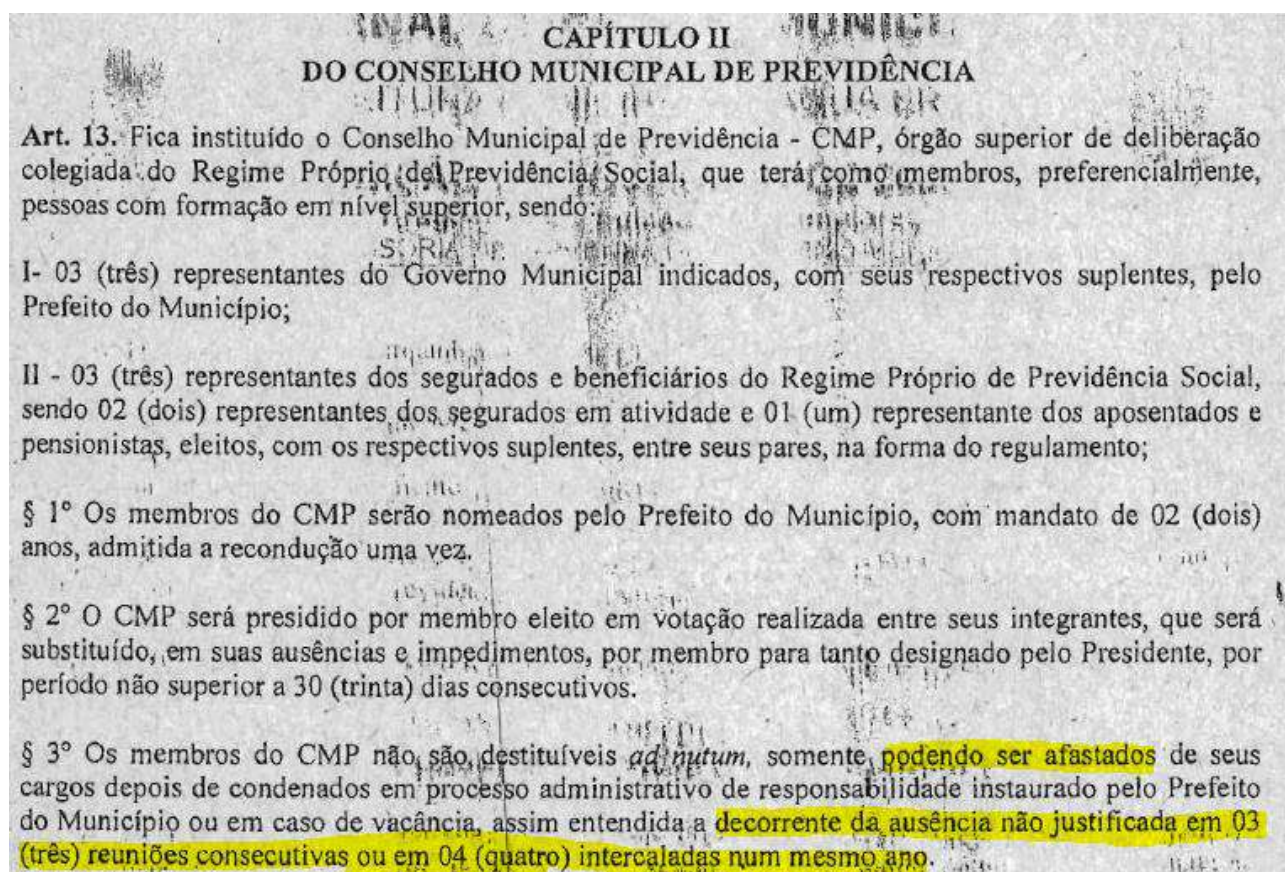 CAPÍTULO II
DO CONSELHO MUNICIPAL DE PREVIDÊNCIA
Art. 13. Fica instituído o Conselho Municipal de Previdência - CMP, órgão superior de deliberação
colegiada do Regime Próprio de Previdência Social, que terá como membros, preferencialmente,
pessoas com formação em nível superior, sendo:
I- 03 (três) representantes do Governo Municipal indicados, com seus respectivos suplentes, pelo
Prefeito do Município;
II - 03 (três) representantes dos segurados e beneficiários do Regime Próprio de Previdência Social,
sendo 02 (dois) representantes dos segurados em atividade e 01 (um) representante dos aposentados e
pensionistas, eleitos, com os respectivos suplentes, entre seus pares, na forma do regulamento;
§ 1º Os membros do CMP serão nomeados pelo Prefeito do Município, com mandato de 02 (dois)
anos, admitida a recondução uma vez.
§ 2º O CMP será presidido por membro eleito em votação realizada entre seus integrantes, que será
substituído, em suas ausências e impedimentos, por membro para tanto designado pelo Presidente, por
período não superior a 30 (trinta) dias consecutivos.
§ 3º Os membros do CMP não são destituíveis ad nutum, somente podendo ser afastados de seus
cargos depois de condenados em processo administrativo de responsabilidade instaurado pelo Prefeito
do Município ou em caso de vacância, assim entendida a decorrente da ausência não justificada em 03
(três) reuniões consecutivas ou em 04 (quatro) intercaladas num mesmo ano.